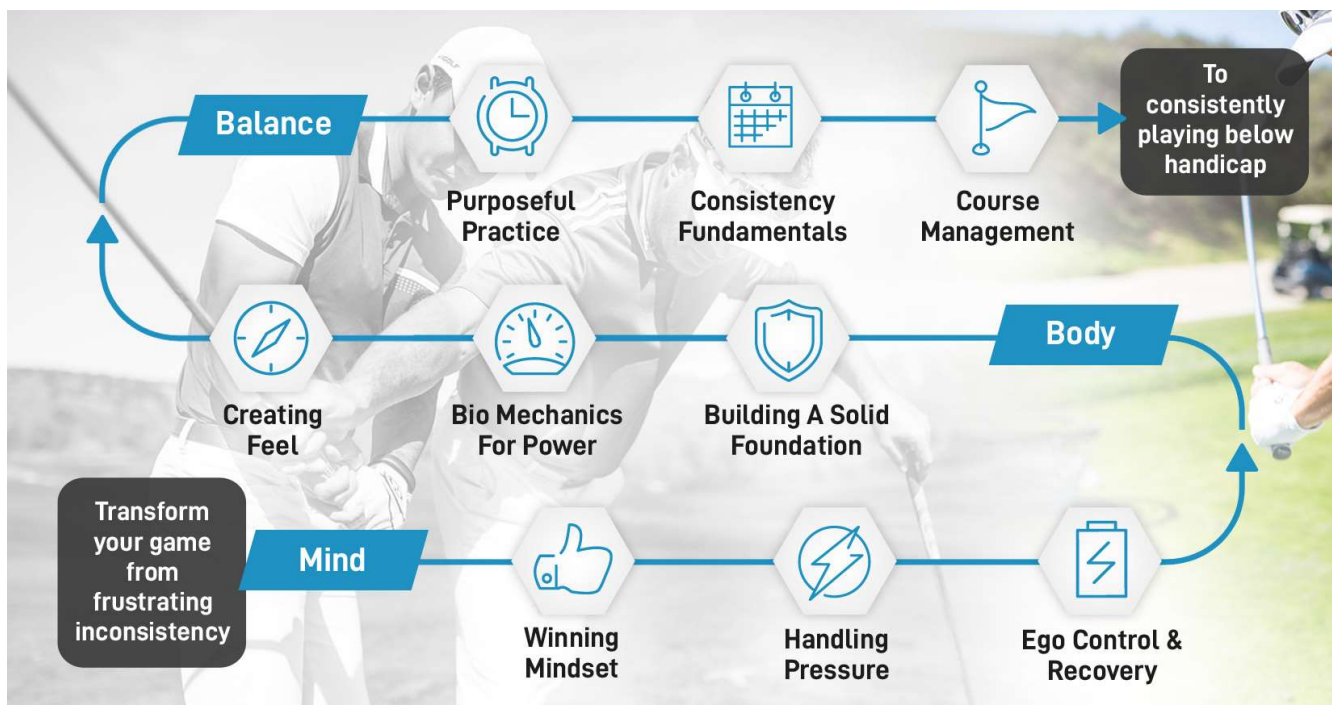 Balance
Purposeful
Practice
Consistency
Fundamentals
Course
Management
To
consistently
playing below
handicap
Creating
Feel
Bio Mechanics
For Power
Building A Solid
Foundation
Body
Transform
your game
from
frustrating
inconsistency
Mind
Winning
Mindset
Handling
Pressure
Ego Control &
Recovery